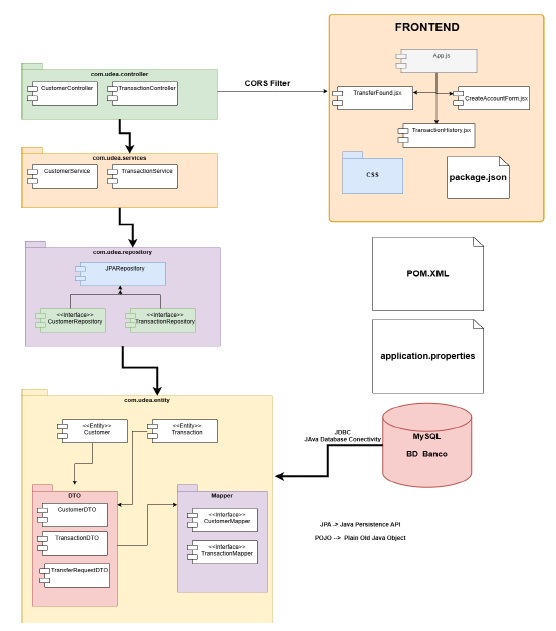 FRONTEND
App.js
TransferFound.jsx
CreateAccountForm.jsx
TransactionHistory.jsx
CSS
package.json
CORS Filter
com.udea.controller
CustomerController
TransactionController
com.udea.services
CustomerService
TransactionService
com.udea.repository
JPARepository
<<Interface>>
CustomerRepository
<<Interface>>
TransactionRepository
POM.XML
application.properties
com.udea.entity
<<Entity>>
Customer
<<Entity>>
Transaction
DTO
CustomerDTO
TransactionDTO
TransferRequestDTO
Mapper
<<Interface>>
CustomerMapper
<<Interface>>
TransactionMapper
JDBC
JAva Database Conectivity
MySQL
BD Banco
JPA -> Java Persistence API
POJO --> Plain Old Java Object